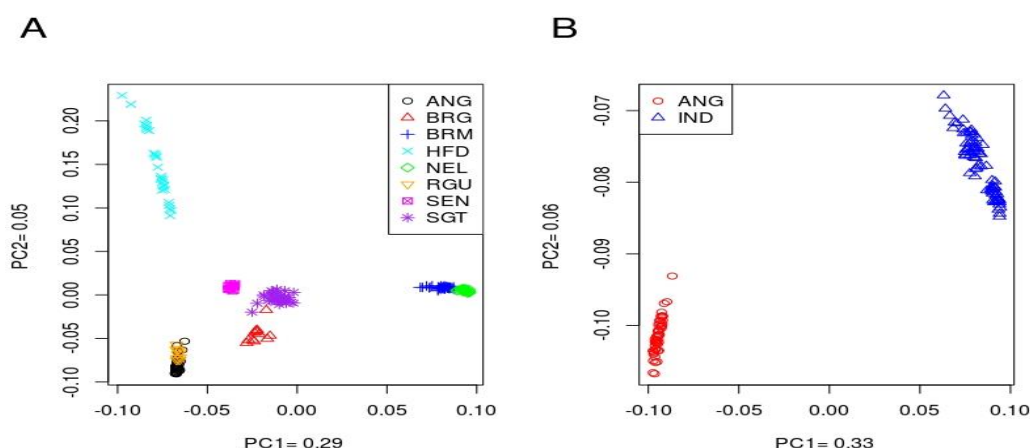 A
PC2= 0.05
0.20
0.15
0.10
0.05
0.00
-0.05
-0.10
ANG
BRG
BRM
HFD
NEL
RGU
SEN
SGT
-0.10 -0.05 0.00 0.05 0.10
PC1= 0.29
B
PC2= 0.06
-0.07
-0.08
-0.09
-0.10
ANG
IND
-0.10 -0.05 0.00 0.05 0.10
PC1= 0.33